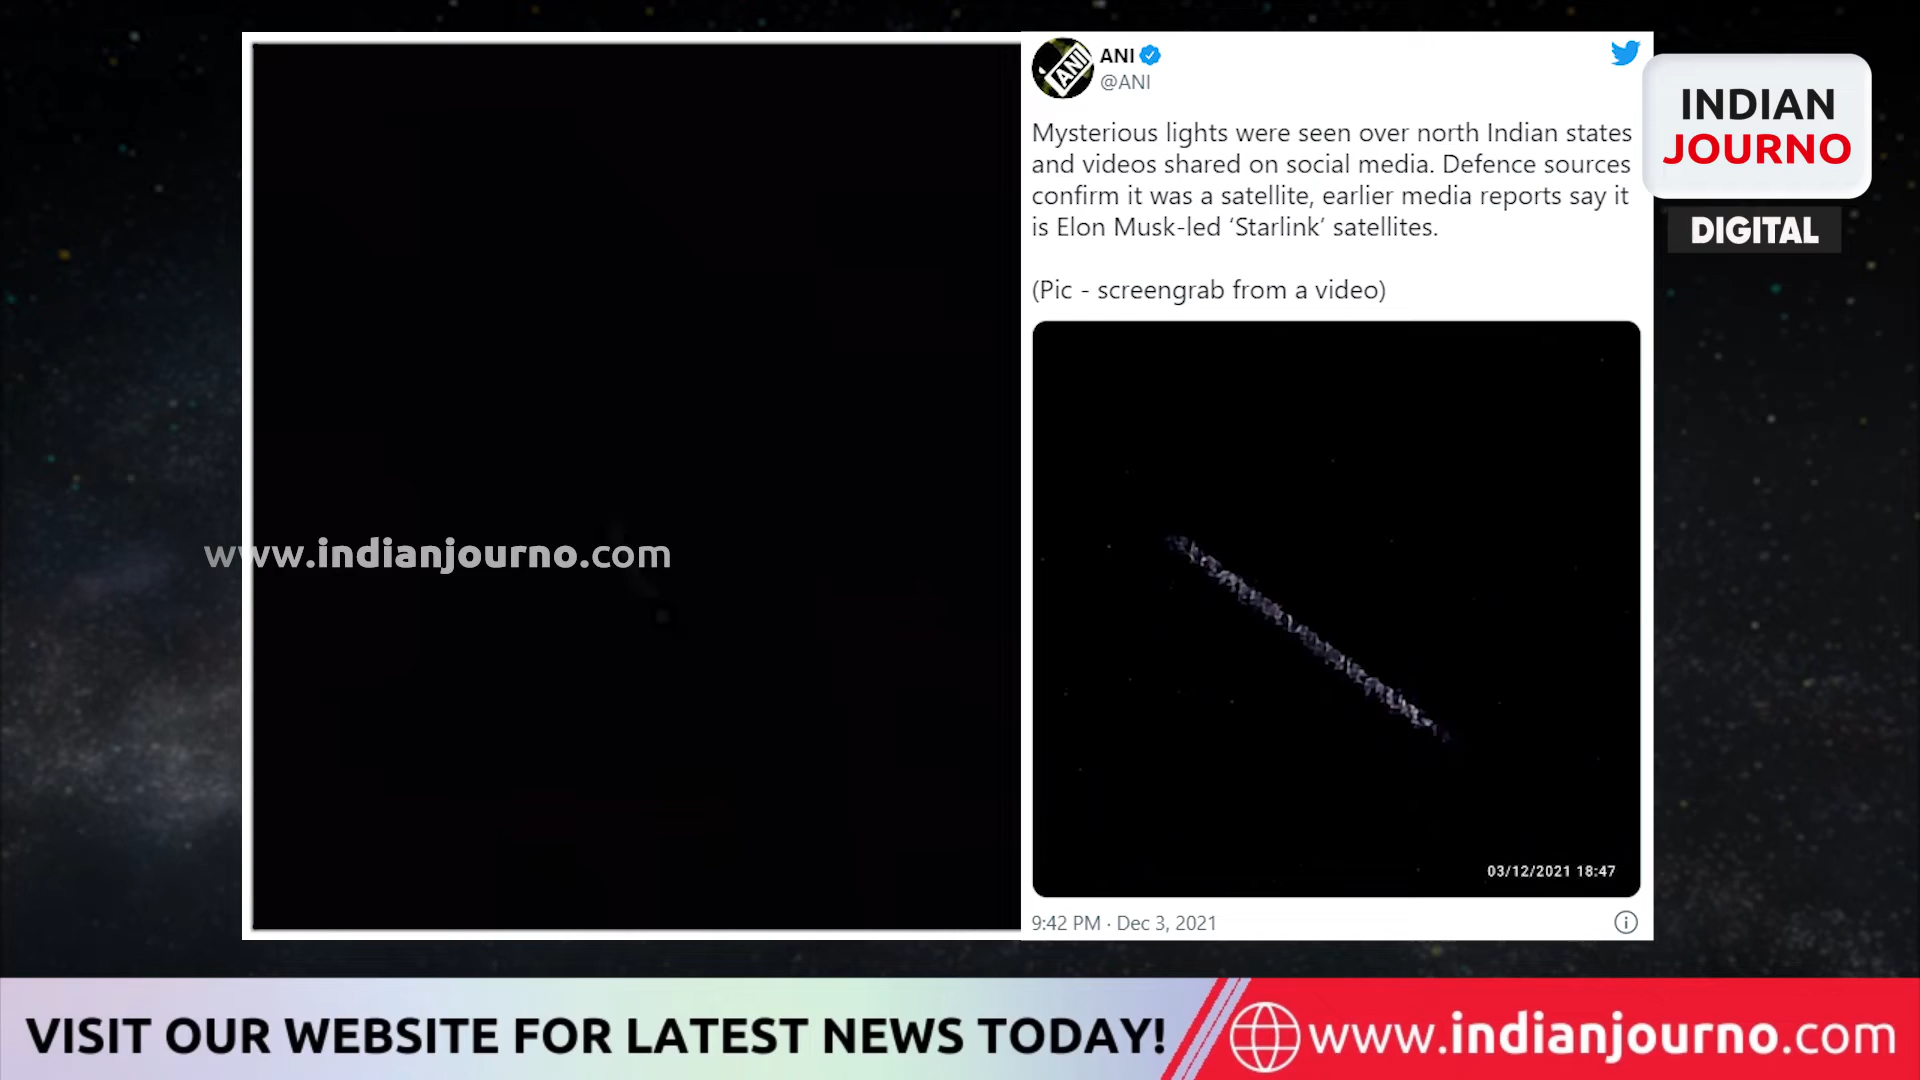 ANI
ANI
@ANI
Mysterious lights were seen over north Indian states
and videos shared on social media. Defence sources
confirm it was a satellite, earlier media reports say it
is Elon Musk-led ‘Starlink’ satellites.
(Pic - screengrab from a video)
03/12/2021 18:47
9:42 PM · Dec 3, 2021
INDIAN
JOURNO
DIGITAL
www.indianjourno.com
VISIT OUR WEBSITE FOR LATEST NEWS TODAY!
www.indianjourno.com